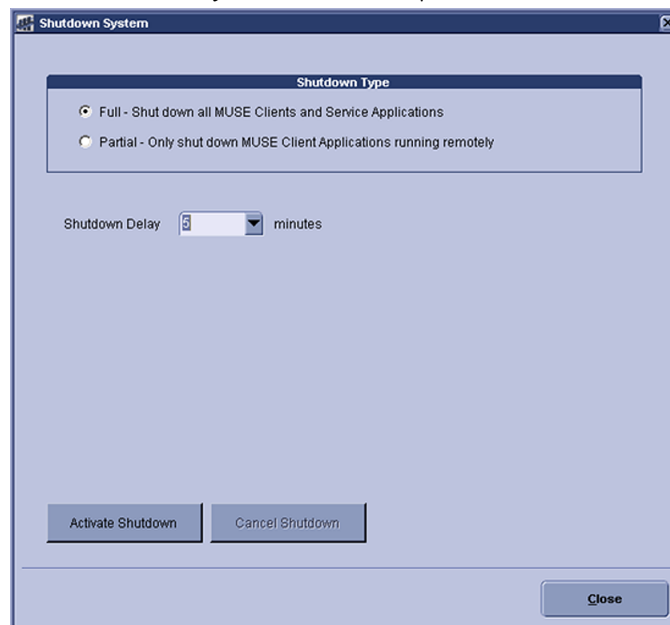 Shutdown System
Shutdown Type
Full - Shut down all MUSE Clients and Service Applications
Partial - Only shut down MUSE Client Applications running remotely
Shutdown Delay 5 minutes
Activate Shutdown Cancel Shutdown
Close